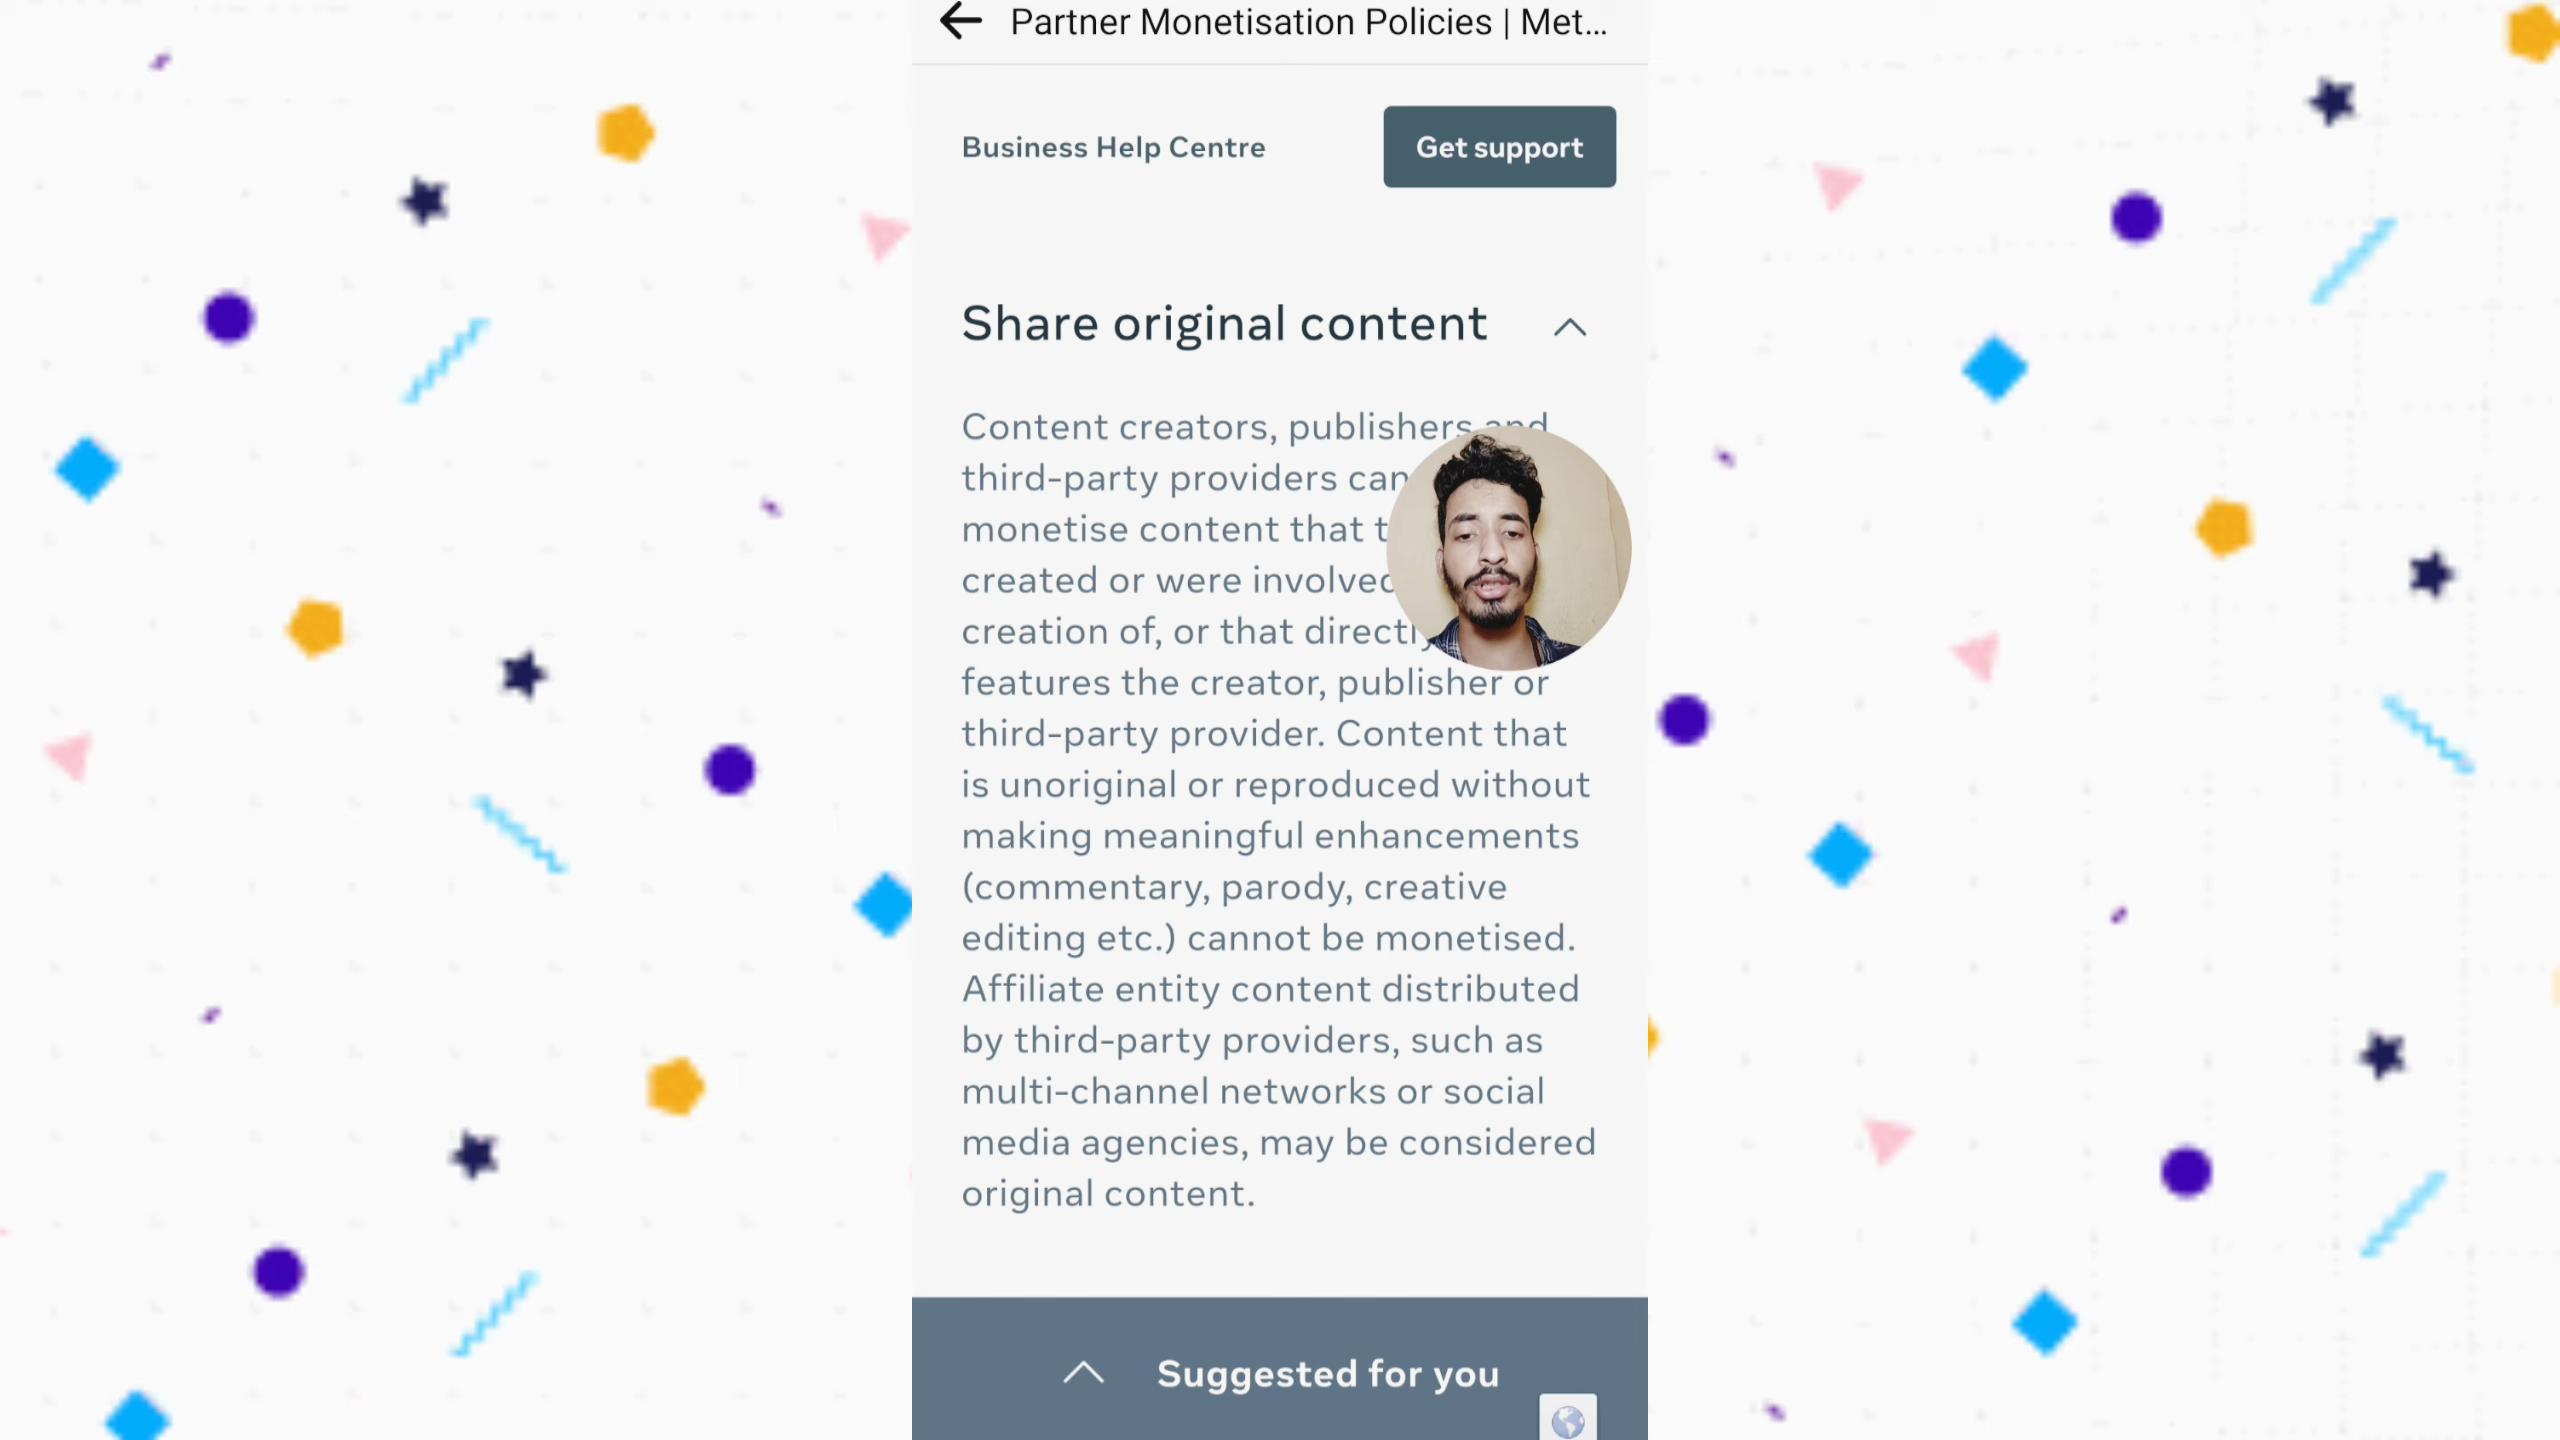 Partner Monetisation Policies | Met...
Business Help Centre
Get support
Share original content
Content creators, publishers and
third-party providers can
monetise content that t
created or were involved
creation of, or that directly
features the creator, publisher or
third-party provider. Content that
is unoriginal or reproduced without
making meaningful enhancements
(commentary, parody, creative
editing etc.) cannot be monetised.
Affiliate entity content distributed
by third-party providers, such as
multi-channel networks or social
media agencies, may be considered
original content.
Suggested for you